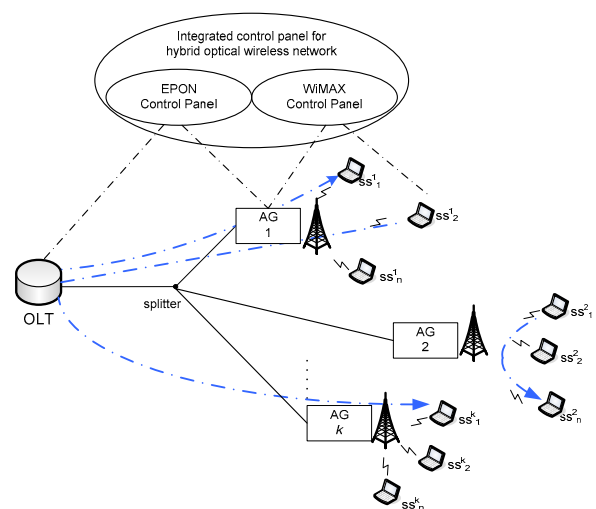 Integrated control panel for
hybrid optical wireless network
EPON
Control Panel
WiMAX
Control Panel
ss¹₁
AG
1
ss¹₂
ss¹ₙ
splitter
OLT
ss²₁
AG
2
ss²₂
ss²ₙ
AG
k
ssᵏ₁
ssᵏ₂
ssᵏₙ